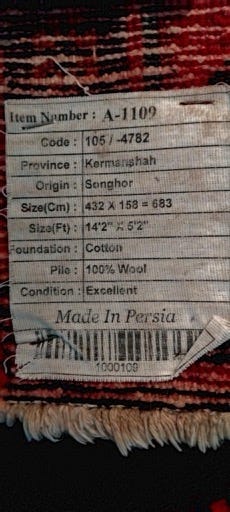 Item Number : A-1109
Code : 105 / -4782
Province : Kermanshah
Origin : Songhor
Size(Cm) : 432 X 158 = 683
Size(Ft) : 14'2" X 5'2"
Foundation : Cotton
Pile : 100% Wool
Condition : Excellent
Made In Persia
1000109